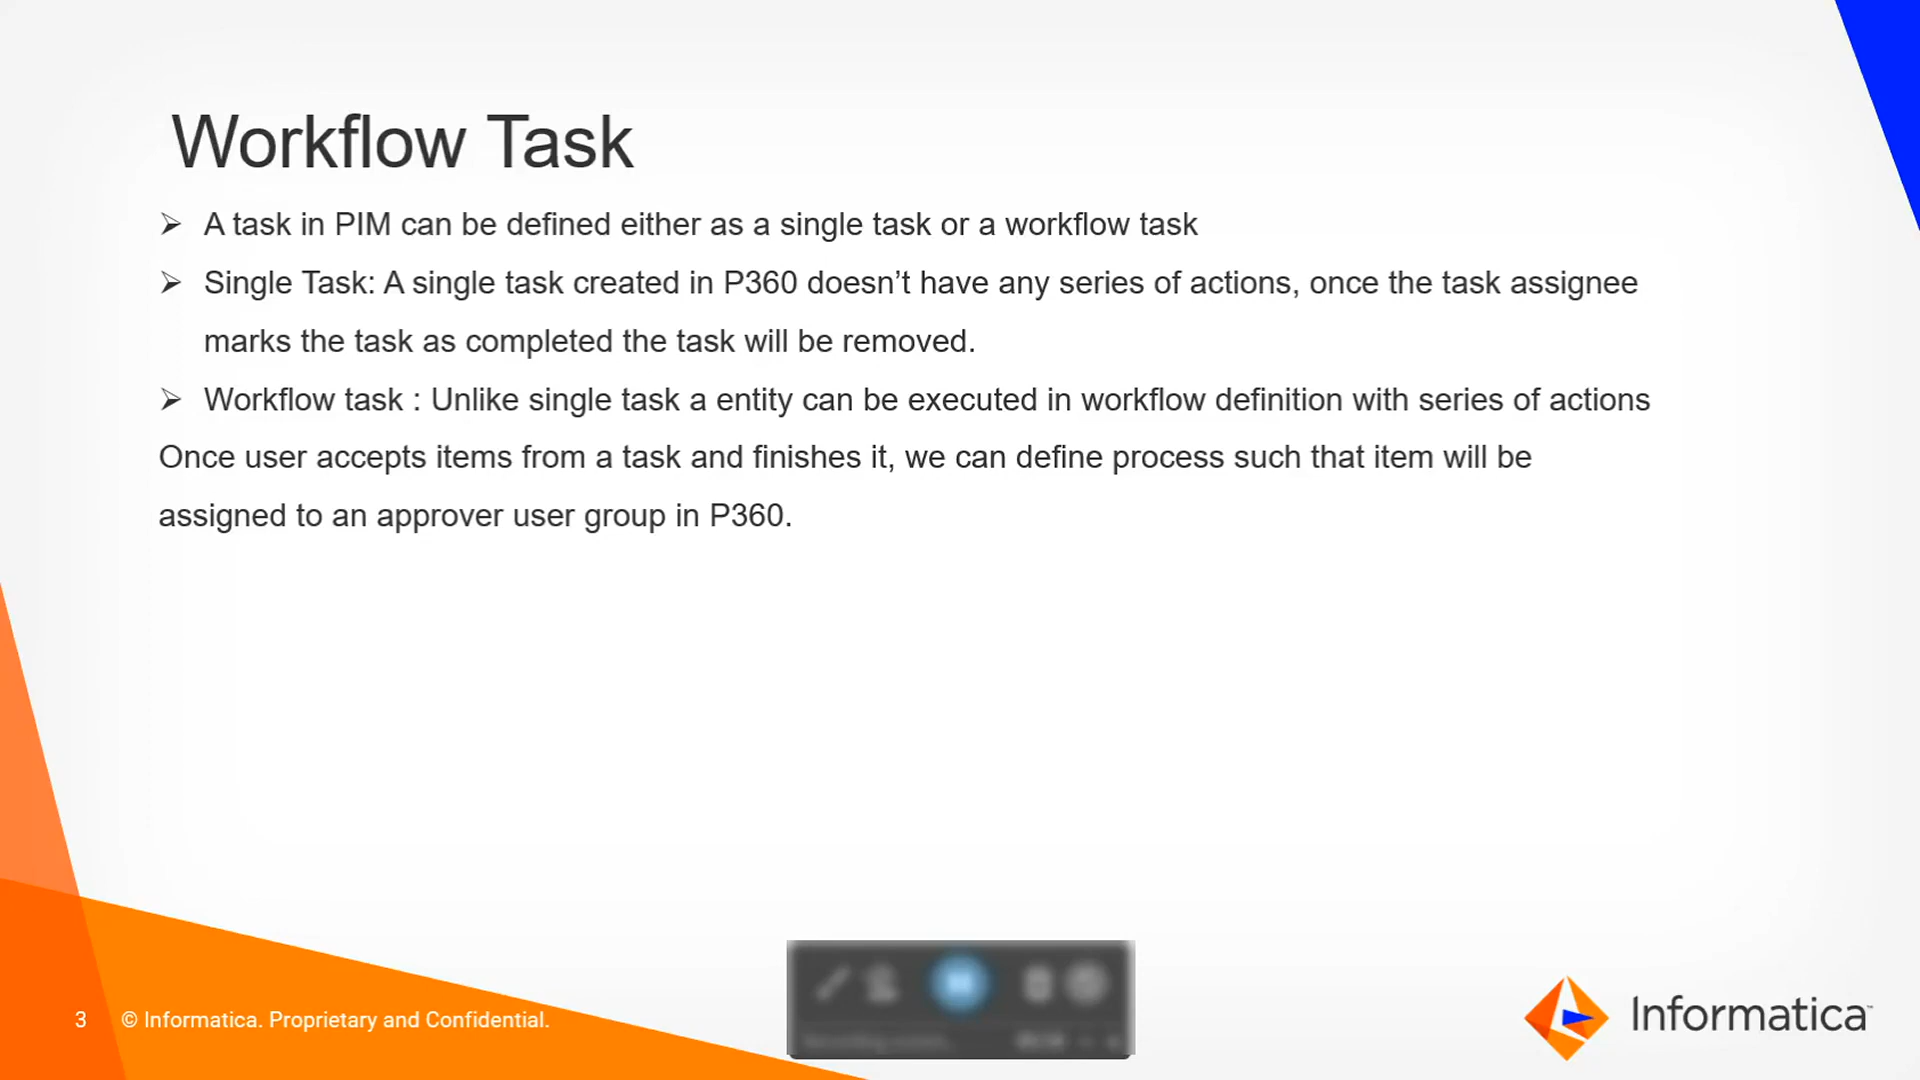 Workflow Task
➢ A task in PIM can be defined either as a single task or a workflow task
➢ Single Task: A single task created in P360 doesn’t have any series of actions, once the task assignee
marks the task as completed the task will be removed.
➢ Workflow task : Unlike single task a entity can be executed in workflow definition with series of actions
Once user accepts items from a task and finishes it, we can define process such that item will be
assigned to an approver user group in P360.
3 © Informatica. Proprietary and Confidential.
Informatica™